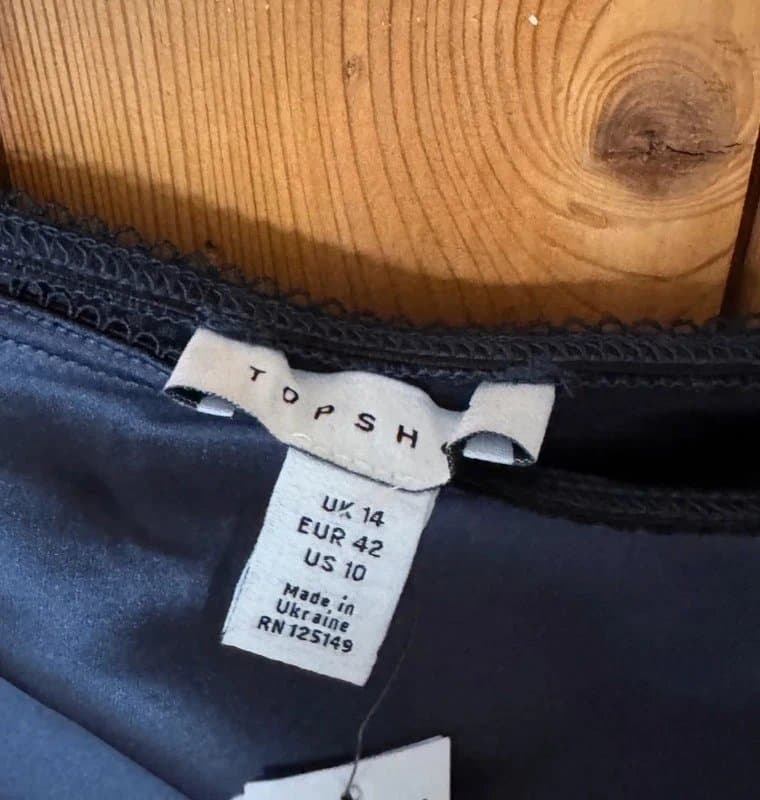 TOPSH
UK 14
EUR 42
US 10
Made in
Ukraine
RN 125149